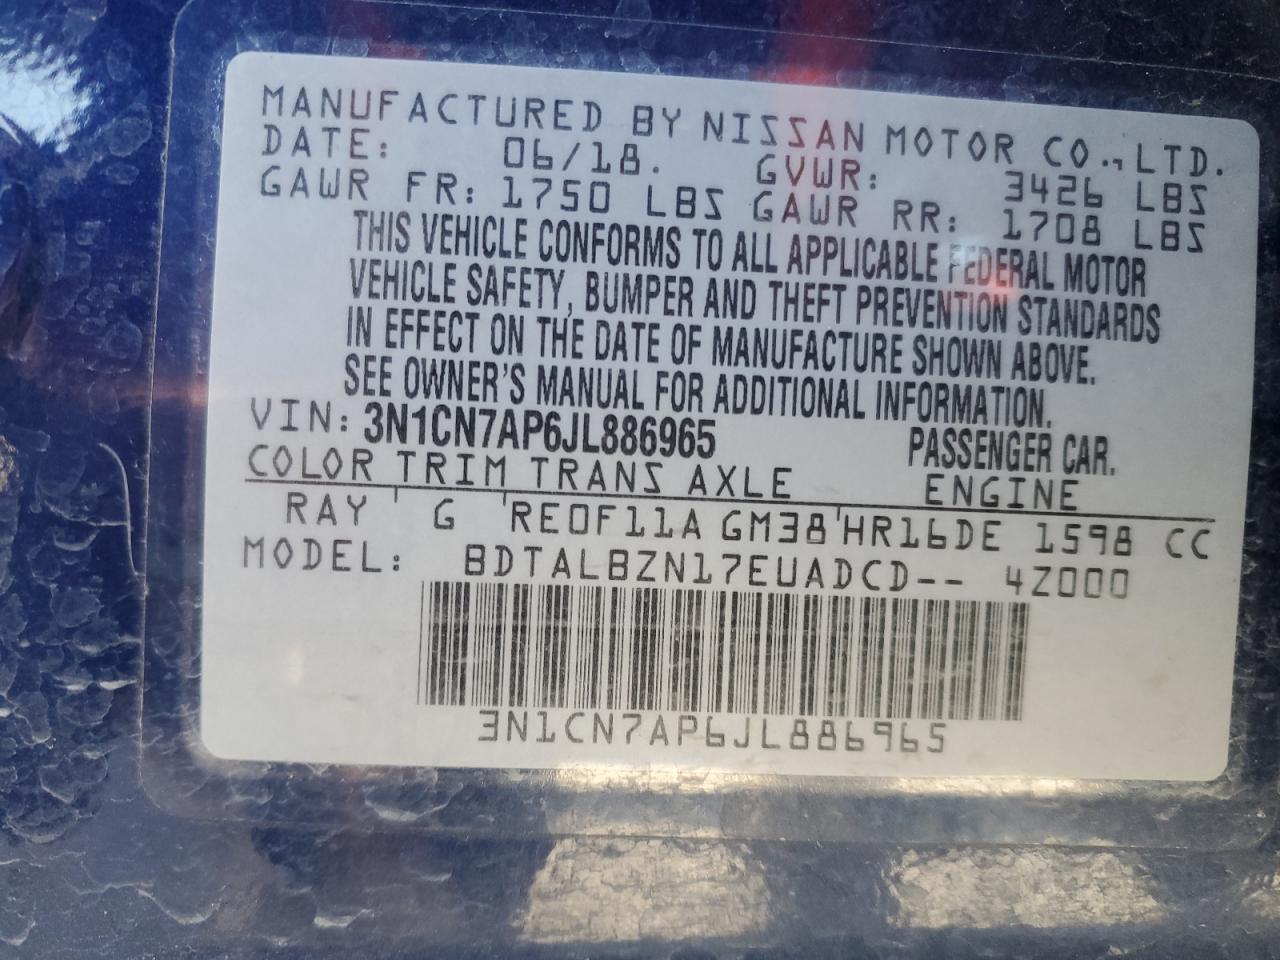 MANUFACTURED BY NISSAN MOTOR CO.,LTD.
DATE: 06/18. GVWR: 3426 LBS
GAWR FR: 1750 LBS GAWR RR: 1708 LBS
THIS VEHICLE CONFORMS TO ALL APPLICABLE FEDERAL MOTOR
VEHICLE SAFETY, BUMPER AND THEFT PREVENTION STANDARDS
IN EFFECT ON THE DATE OF MANUFACTURE SHOWN ABOVE.
SEE OWNER'S MANUAL FOR ADDITIONAL INFORMATION.
VIN: 3N1CN7AP6JL886965 PASSENGER CAR.
COLOR TRIM TRANS AXLE ENGINE
RAY G RE0F11A GM38 HR16DE 1598 CC
MODEL: BDTALBZN17EUADCD-- 4Z000
3N1CN7AP6JL886965